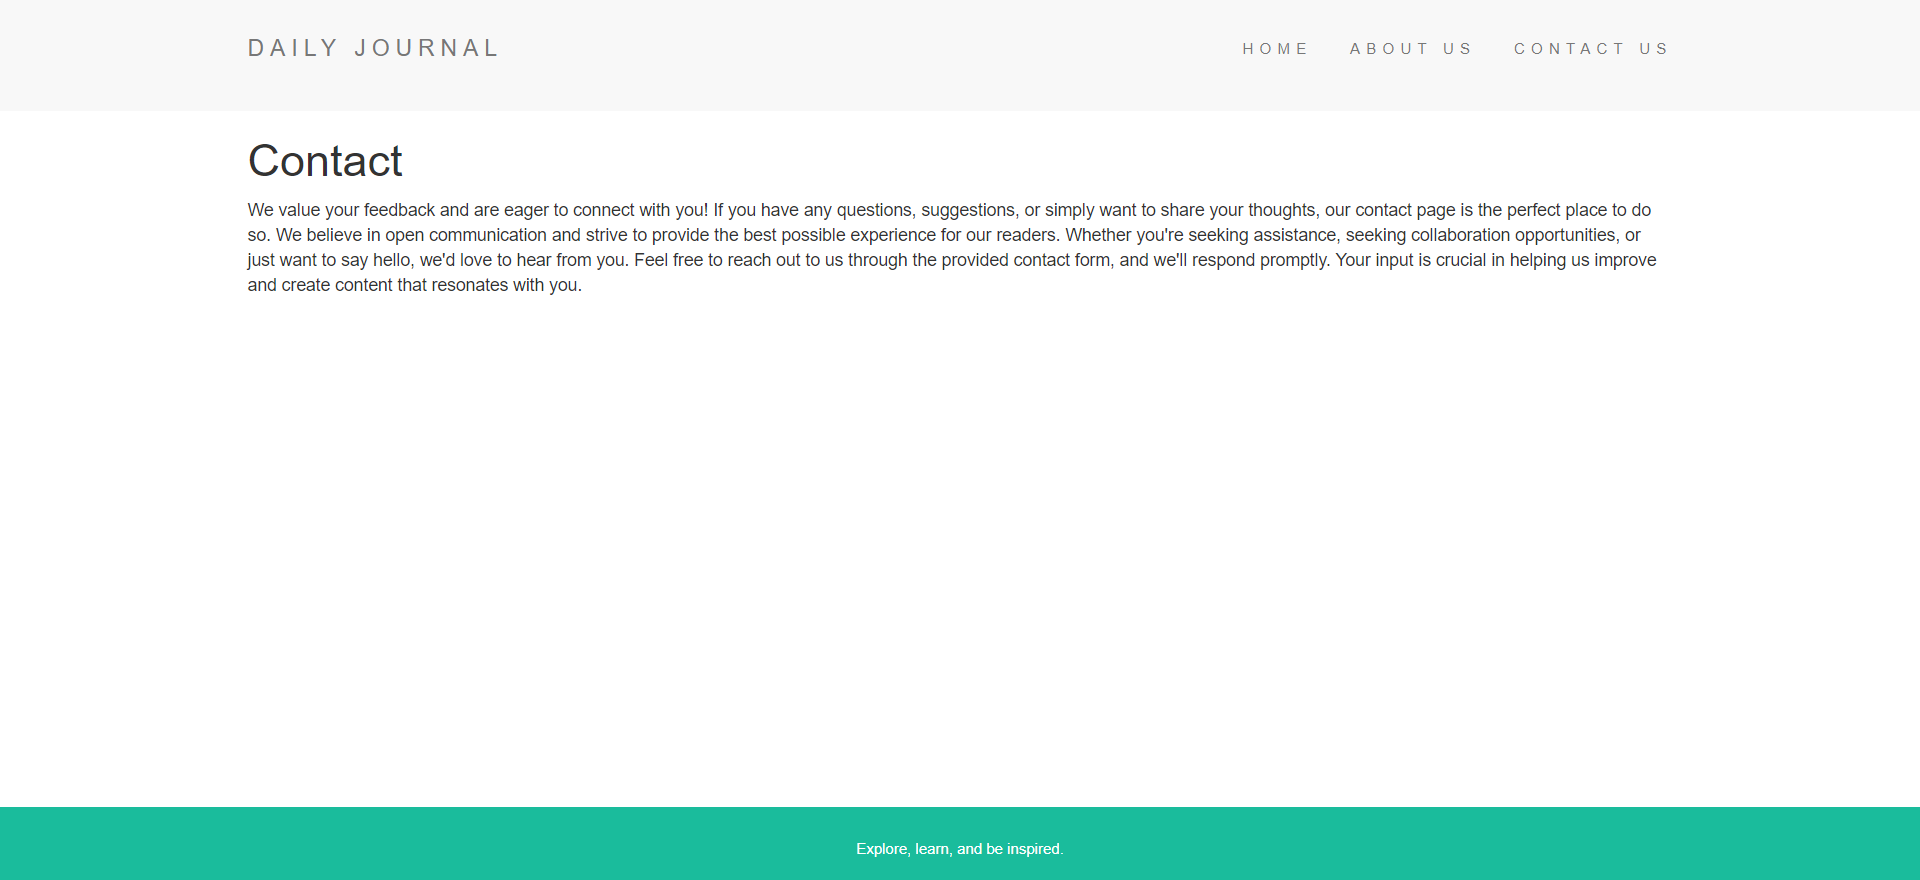 DAILY JOURNAL
HOME ABOUT US CONTACT US
Contact
We value your feedback and are eager to connect with you! If you have any questions, suggestions, or simply want to share your thoughts, our contact page is the perfect place to do
so. We believe in open communication and strive to provide the best possible experience for our readers. Whether you're seeking assistance, seeking collaboration opportunities, or
just want to say hello, we'd love to hear from you. Feel free to reach out to us through the provided contact form, and we'll respond promptly. Your input is crucial in helping us improve
and create content that resonates with you.
Explore, learn, and be inspired.